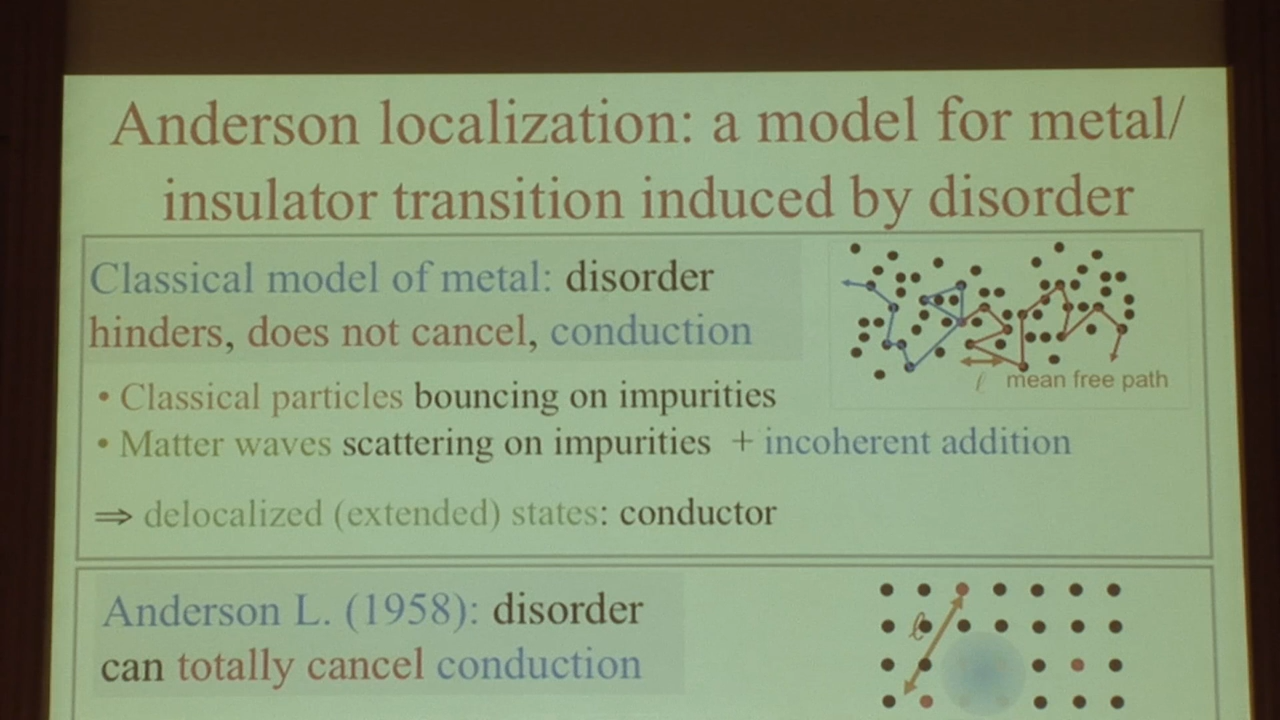 Anderson localization: a model for metal/
insulator transition induced by disorder
Classical model of metal: disorder
hinders, does not cancel, conduction
• Classical particles bouncing on impurities
• Matter waves scattering on impurities + incoherent addition
⇒ delocalized (extended) states: conductor
ℓ mean free path
Anderson L. (1958): disorder
can totally cancel conduction
ℓ